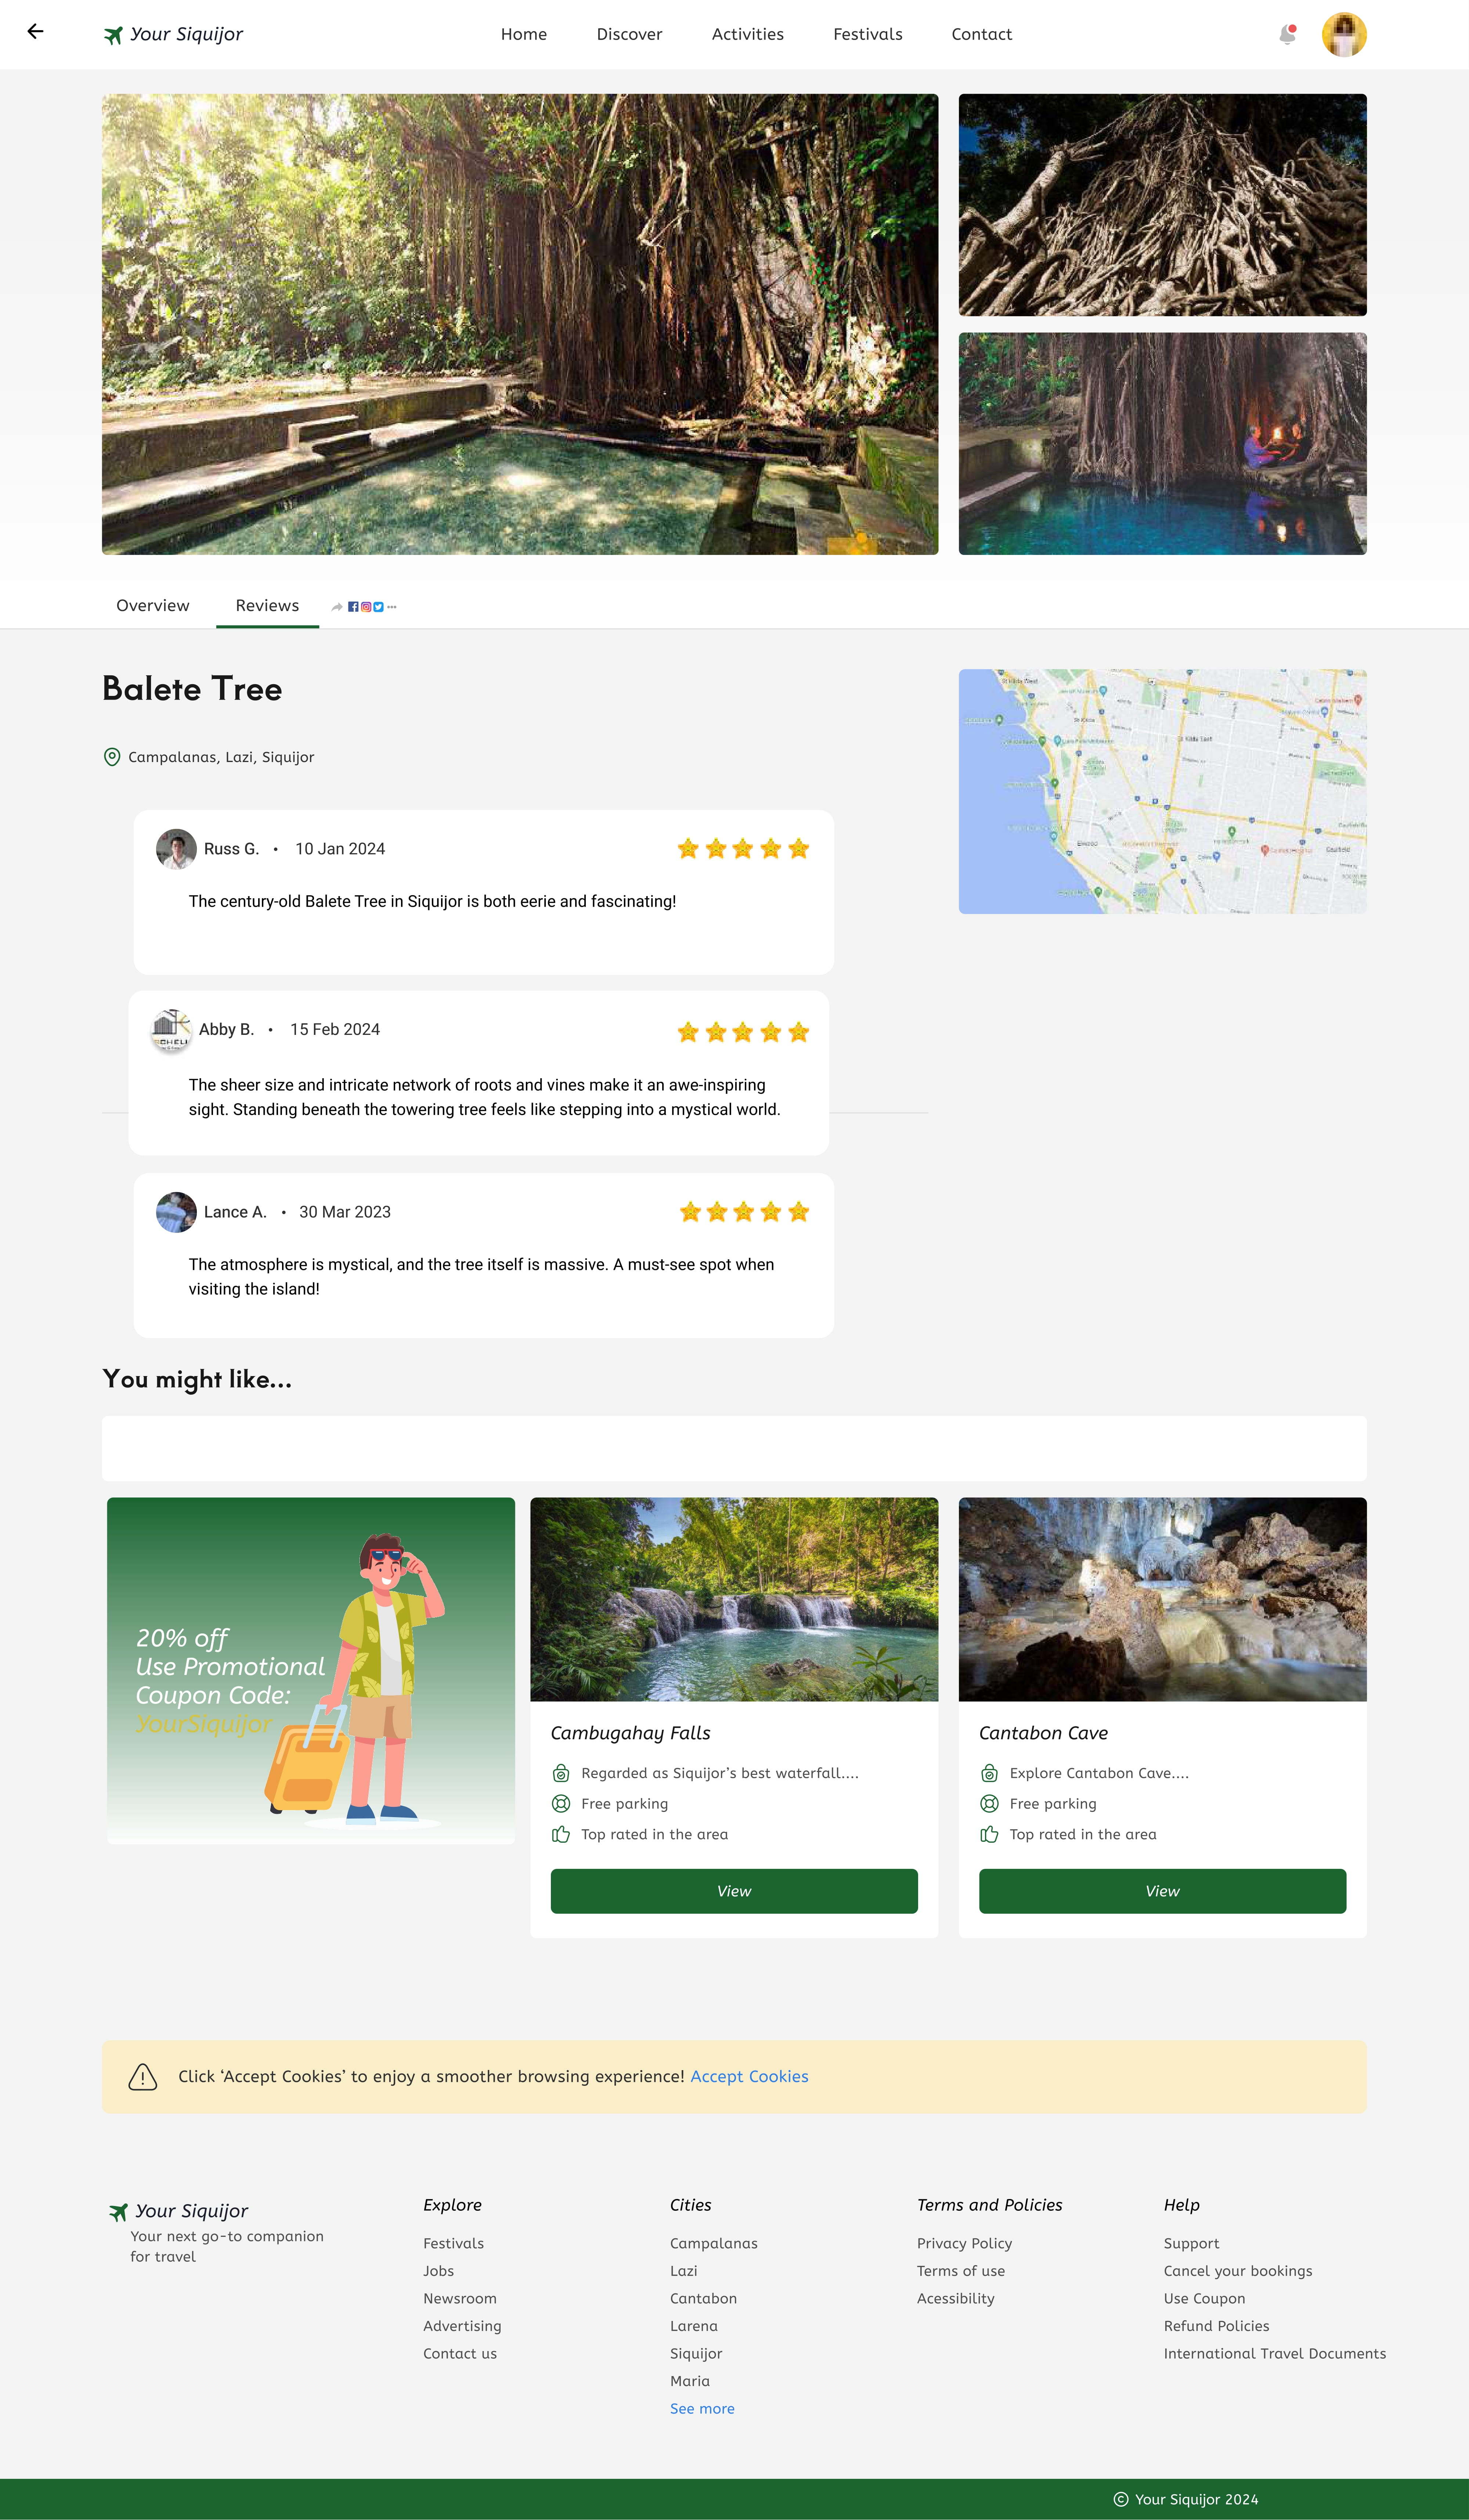 Your Siquijor
Home
Discover
Activities
Festivals
Contact
Overview
Reviews
Balete Tree
Campalanas, Lazi, Siquijor
St Kilda West
St Kilda East
Elwood
Russ G. • 10 Jan 2024
The century-old Balete Tree in Siquijor is both eerie and fascinating!
Abby B. • 15 Feb 2024
The sheer size and intricate network of roots and vines make it an awe-inspiring
sight. Standing beneath the towering tree feels like stepping into a mystical world.
Lance A. • 30 Mar 2023
The atmosphere is mystical, and the tree itself is massive. A must-see spot when
visiting the island!
You might like...
20% off
Use Promotional
Coupon Code:
YourSiquijor
Cambugahay Falls
Regarded as Siquijor's best waterfall....
Free parking
Top rated in the area
View
Cantabon Cave
Explore Cantabon Cave....
Free parking
Top rated in the area
View
Click ‘Accept Cookies’ to enjoy a smoother browsing experience! Accept Cookies
Your Siquijor
Your next go-to companion
for travel
Explore
Festivals
Jobs
Newsroom
Advertising
Contact us
Cities
Campalanas
Lazi
Cantabon
Larena
Siquijor
Maria
See more
Terms and Policies
Privacy Policy
Terms of use
Acessibility
Help
Support
Cancel your bookings
Use Coupon
Refund Policies
International Travel Documents
© Your Siquijor 2024